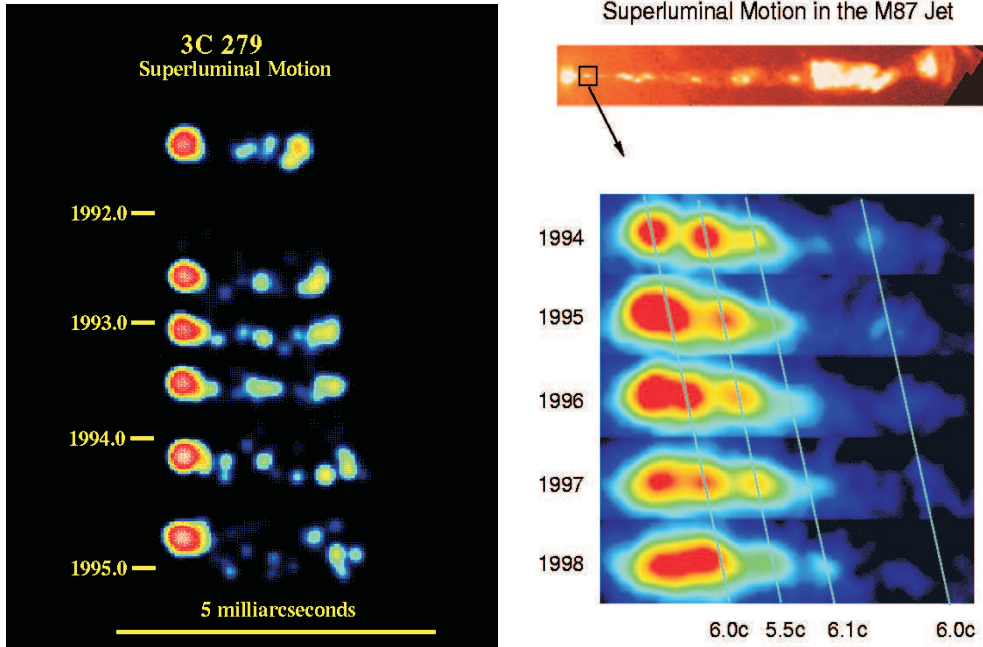 3C 279
Superluminal Motion
1992.0
1993.0
1994.0
1995.0
5 milliarcseconds
Superluminal Motion in the M87 Jet
1994
1995
1996
1997
1998
6.0c 5.5c 6.1c 6.0c